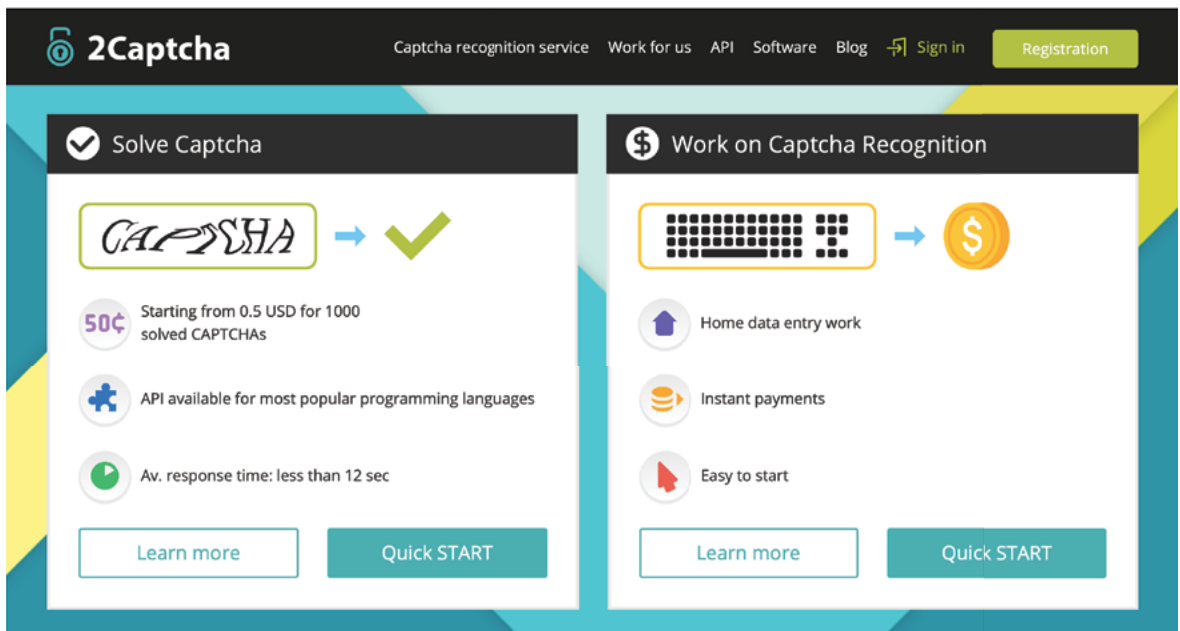 2Captcha
Captcha recognition service Work for us API Software Blog Sign in Registration
Solve Captcha
CAPTCHA
50¢
Starting from 0.5 USD for 1000
solved CAPTCHAs
API available for most popular programming languages
Av. response time: less than 12 sec
Learn more Quick START
$ Work on Captcha Recognition
$
Home data entry work
Instant payments
Easy to start
Learn more Quick START